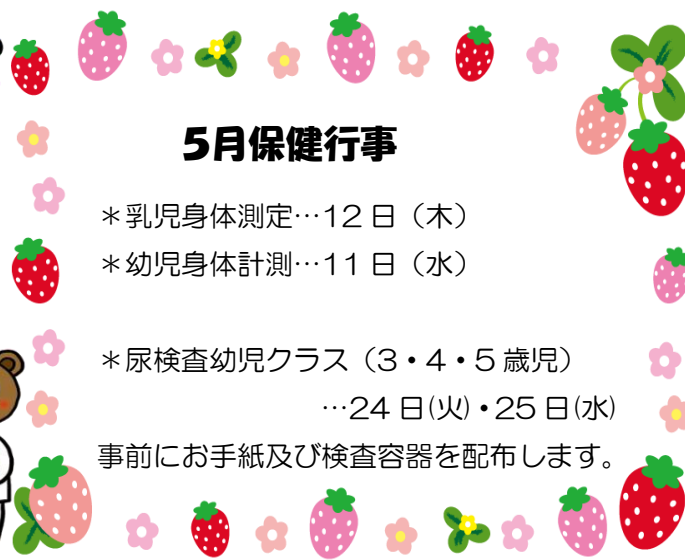 5月保健行事
＊乳児身体測定…12日（木）
＊幼児身体計測…11日（水）
＊尿検査幼児クラス（3・4・5歳児）
…24日(火)・25日(水)
事前にお手紙及び検査容器を配布します。